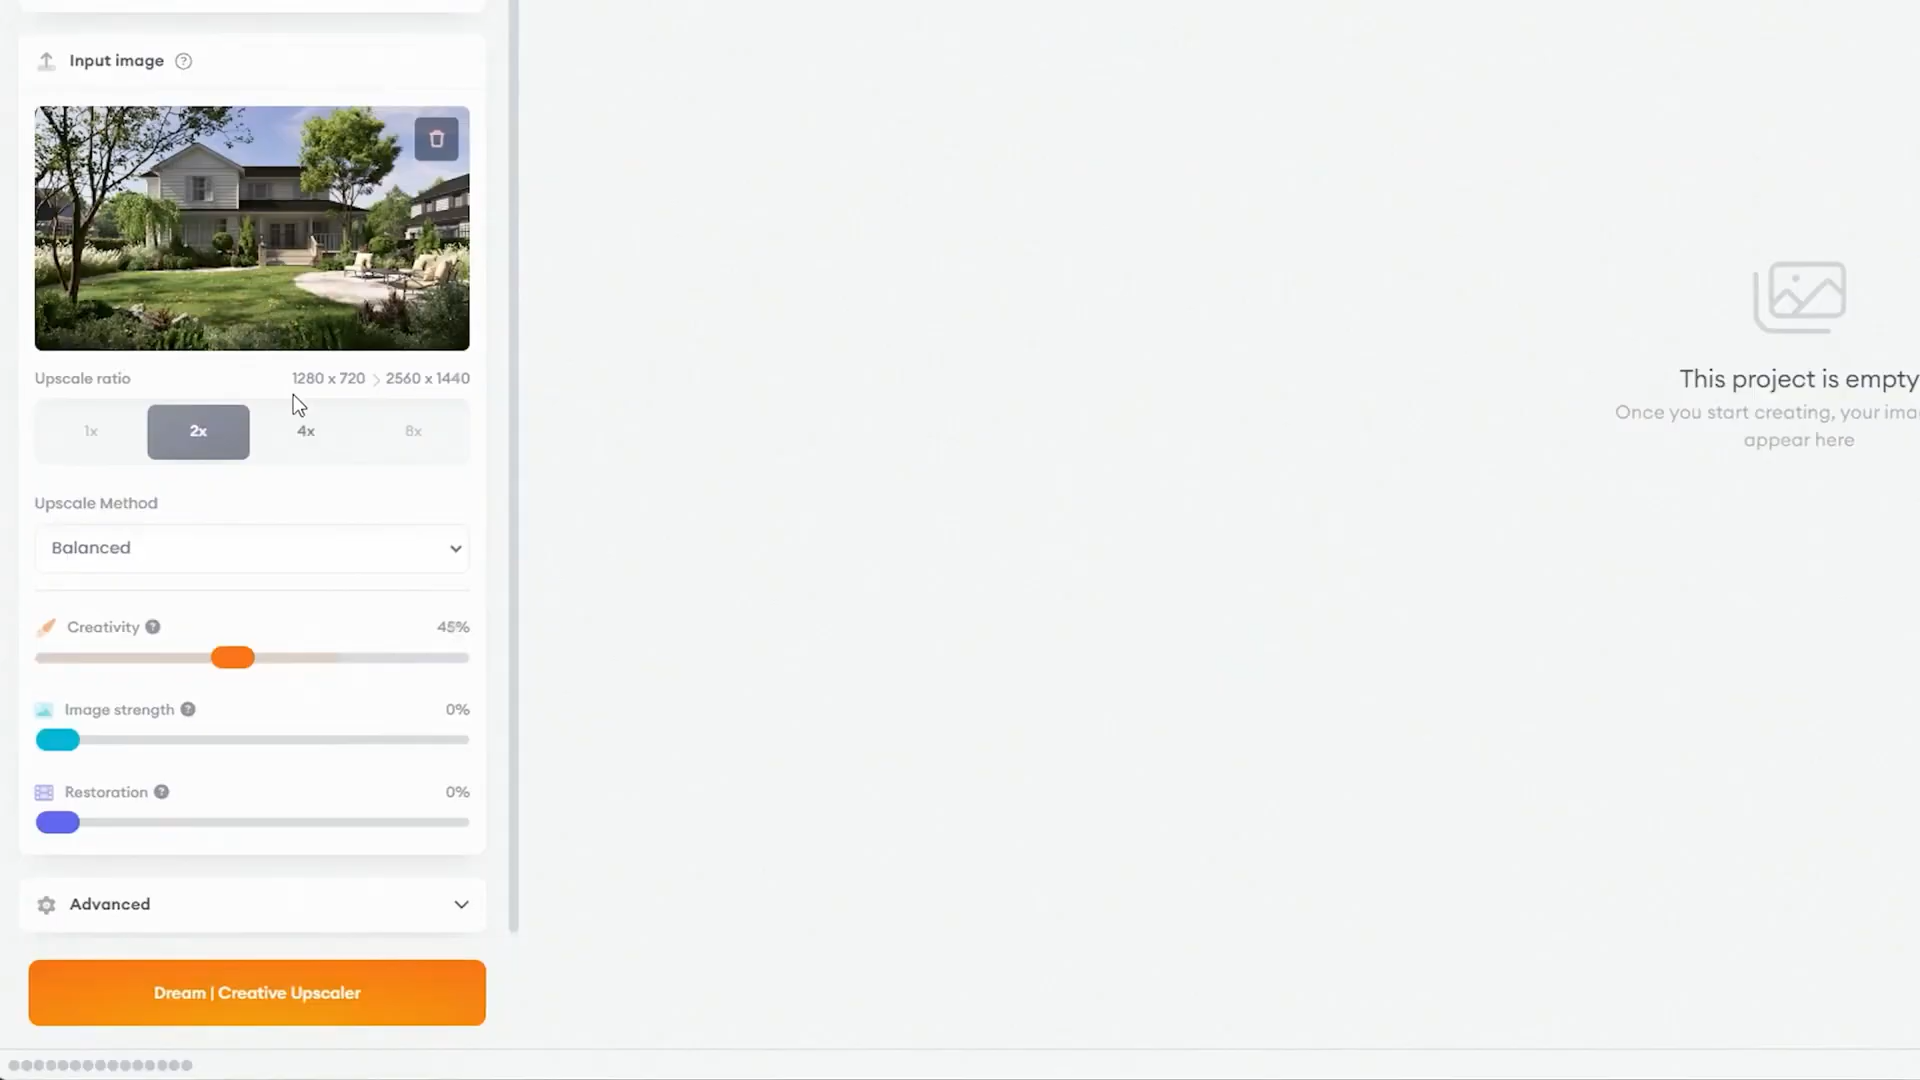 Input image
Upscale ratio 1280 x 720 > 2560 x 1440
1x 2x 4x 8x
Upscale Method
Balanced
Creativity 45%
Image strength 0%
Restoration 0%
Advanced
Dream | Creative Upscaler
This project is empty
Once you start creating, your
appear here